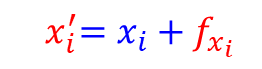 x′ᵢ = xᵢ + f_{xᵢ}